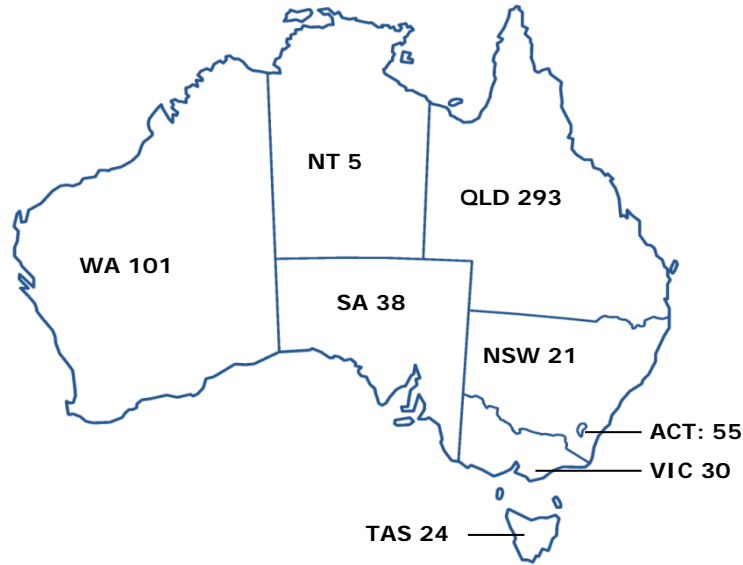 NT 5
QLD 293
WA 101
SA 38
NSW 21
ACT: 55
VIC 30
TAS 24